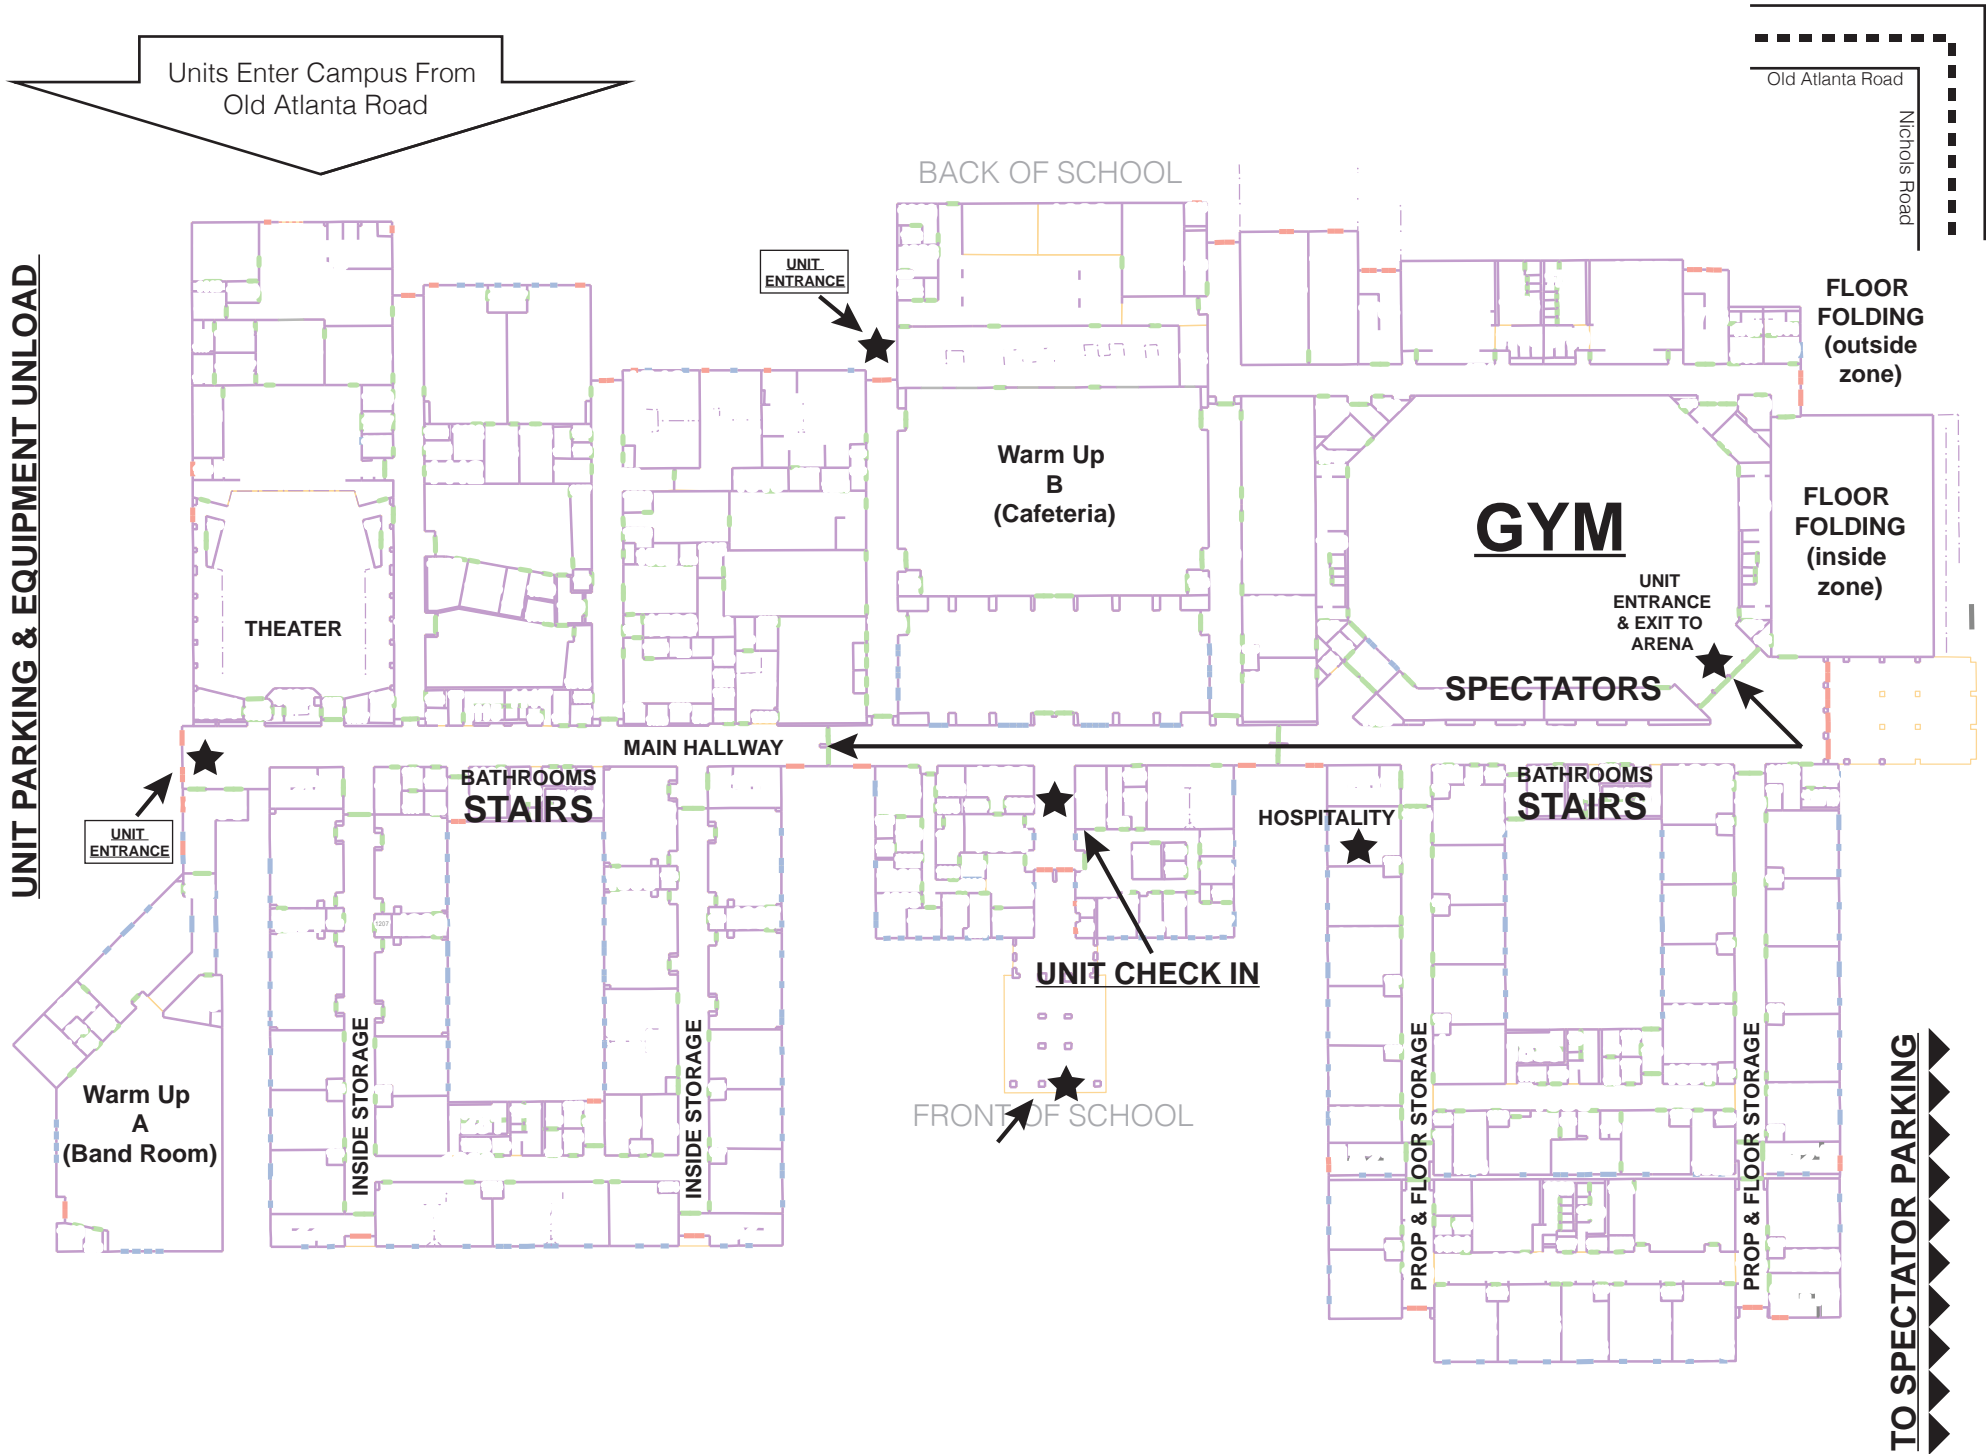 Units Enter Campus From
Old Atlanta Road
Old Atlanta Road
Nichols Road
BACK OF SCHOOL
UNIT PARKING & EQUIPMENT UNLOAD
UNIT
ENTRANCE
FLOOR
FOLDING
(outside
zone)
Warm Up
B
(Cafeteria)
GYM
FLOOR
FOLDING
(inside
zone)
UNIT
ENTRANCE
& EXIT TO
ARENA
THEATER
SPECTATORS
MAIN HALLWAY
BATHROOMS
STAIRS
BATHROOMS
STAIRS
HOSPITALITY
UNIT
ENTRANCE
1207
UNIT CHECK IN
INSIDE STORAGE
INSIDE STORAGE
PROP & FLOOR STORAGE
PROP & FLOOR STORAGE
Warm Up
A
(Band Room)
FRONT OF SCHOOL
TO SPECTATOR PARKING